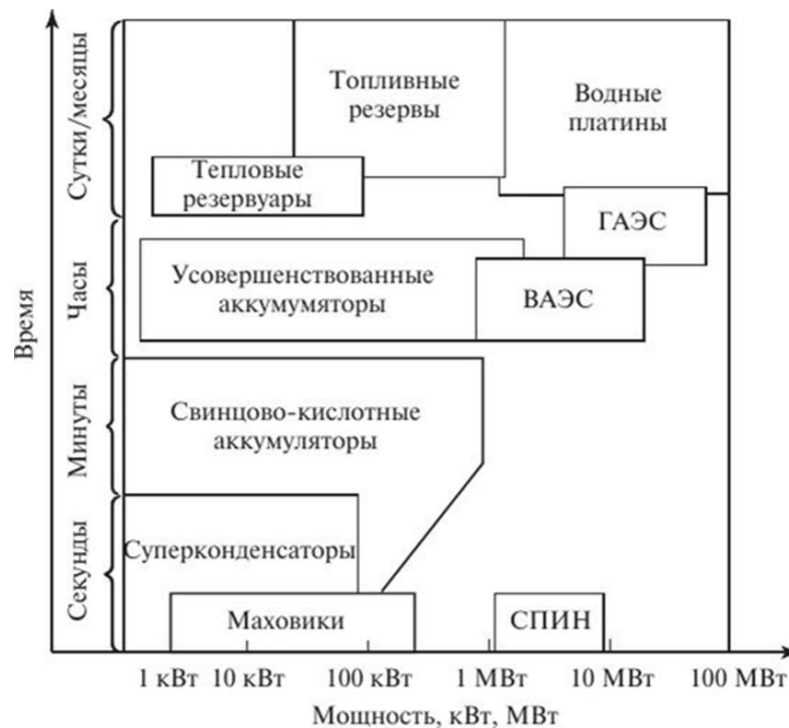 Топливные
резервы
Водные
платины
Тепловые
резервуары
ГАЭС
Усовершенствованные
аккумумяторы
ВАЭС
Свинцово-кислотные
аккумуляторы
Суперконденсаторы
Маховики
СПИН
Время
Сутки/месяцы
Часы
Минуты
Секунды
1 кВт 10 кВт 100 кВт 1 МВт 10 МВт 100 МВт
Мощность, кВт, МВт